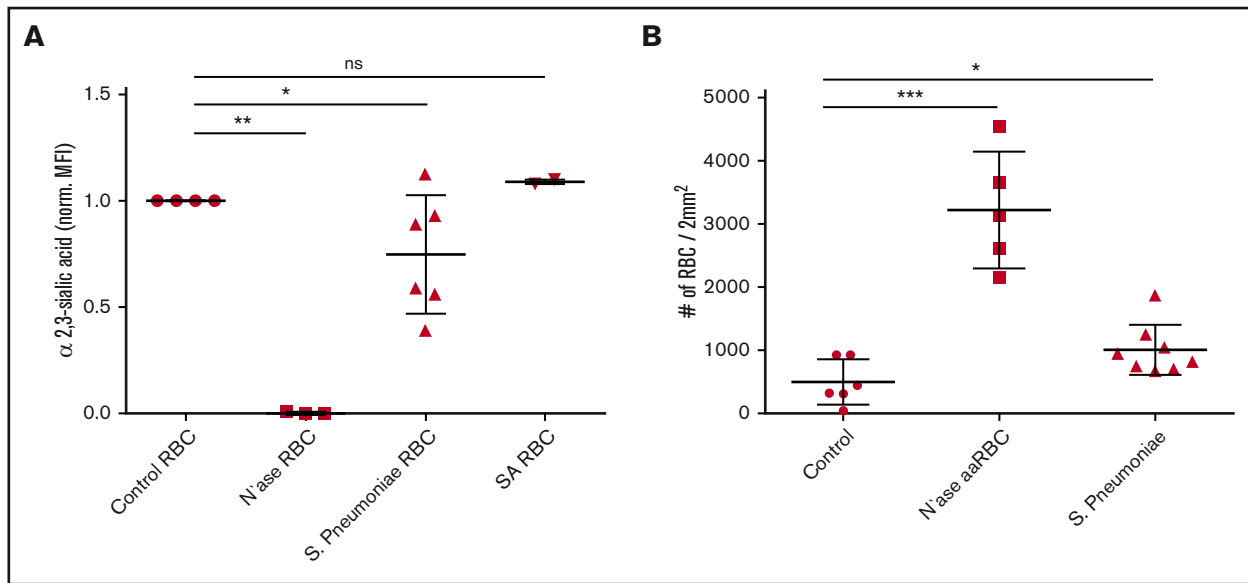 A
ns
*
**
1.5
1.0
0.5
0.0
α 2,3-sialic acid (norm. MFI)
Control RBC
N`ase RBC
S. Pneumoniae RBC
SA RBC
B
*
***
5000
4000
3000
2000
1000
0
# of RBC / 2mm²
Control
N`ase aaRBC
S. Pneumoniae